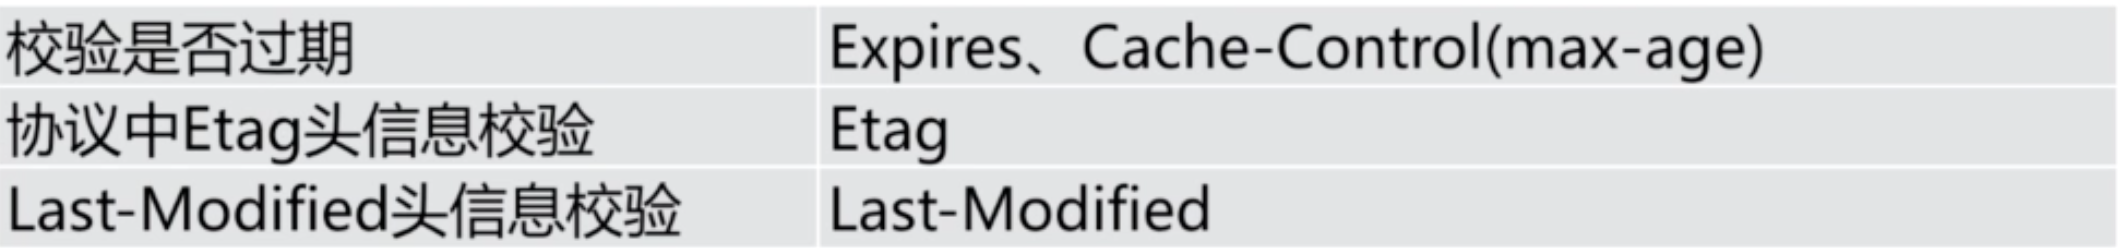 校验是否过期 Expires、Cache-Control(max-age)
协议中Etag头信息校验 Etag
Last-Modified头信息校验 Last-Modified